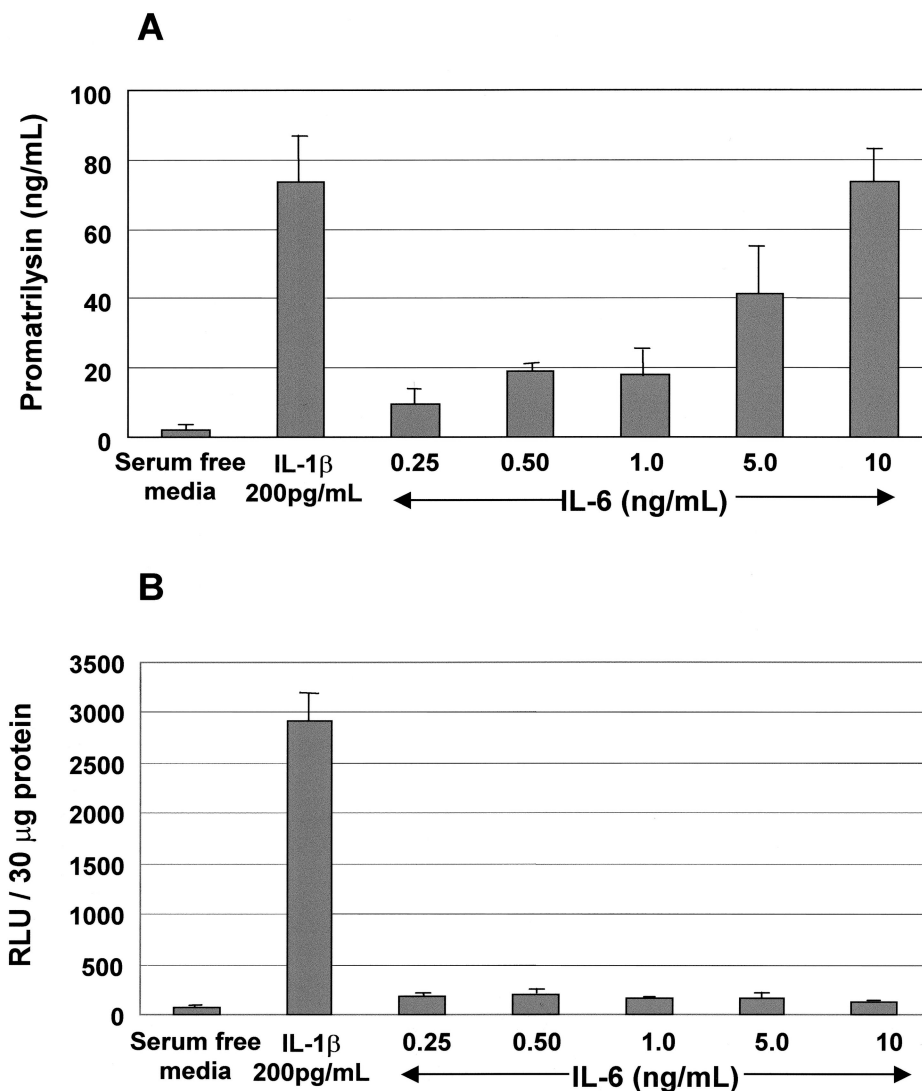 A
Promatrilysin (ng/mL)
100
80
60
40
20
0
Serum free
media
IL-1β
200pg/mL
0.25
0.50
1.0
5.0
10
IL-6 (ng/mL)
B
RLU / 30 μg protein
3500
3000
2500
2000
1500
1000
500
0
Serum free
media
IL-1β
200pg/mL
0.25
0.50
1.0
5.0
10
IL-6 (ng/mL)